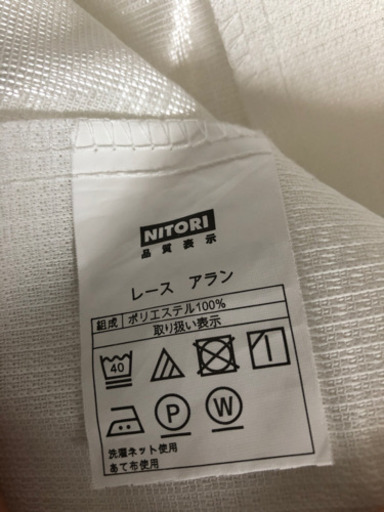 NITORI
品質表示
レース アラン
組成 ポリエステル100%
取り扱い表示
40
P W
洗濯ネット使用
あて布使用